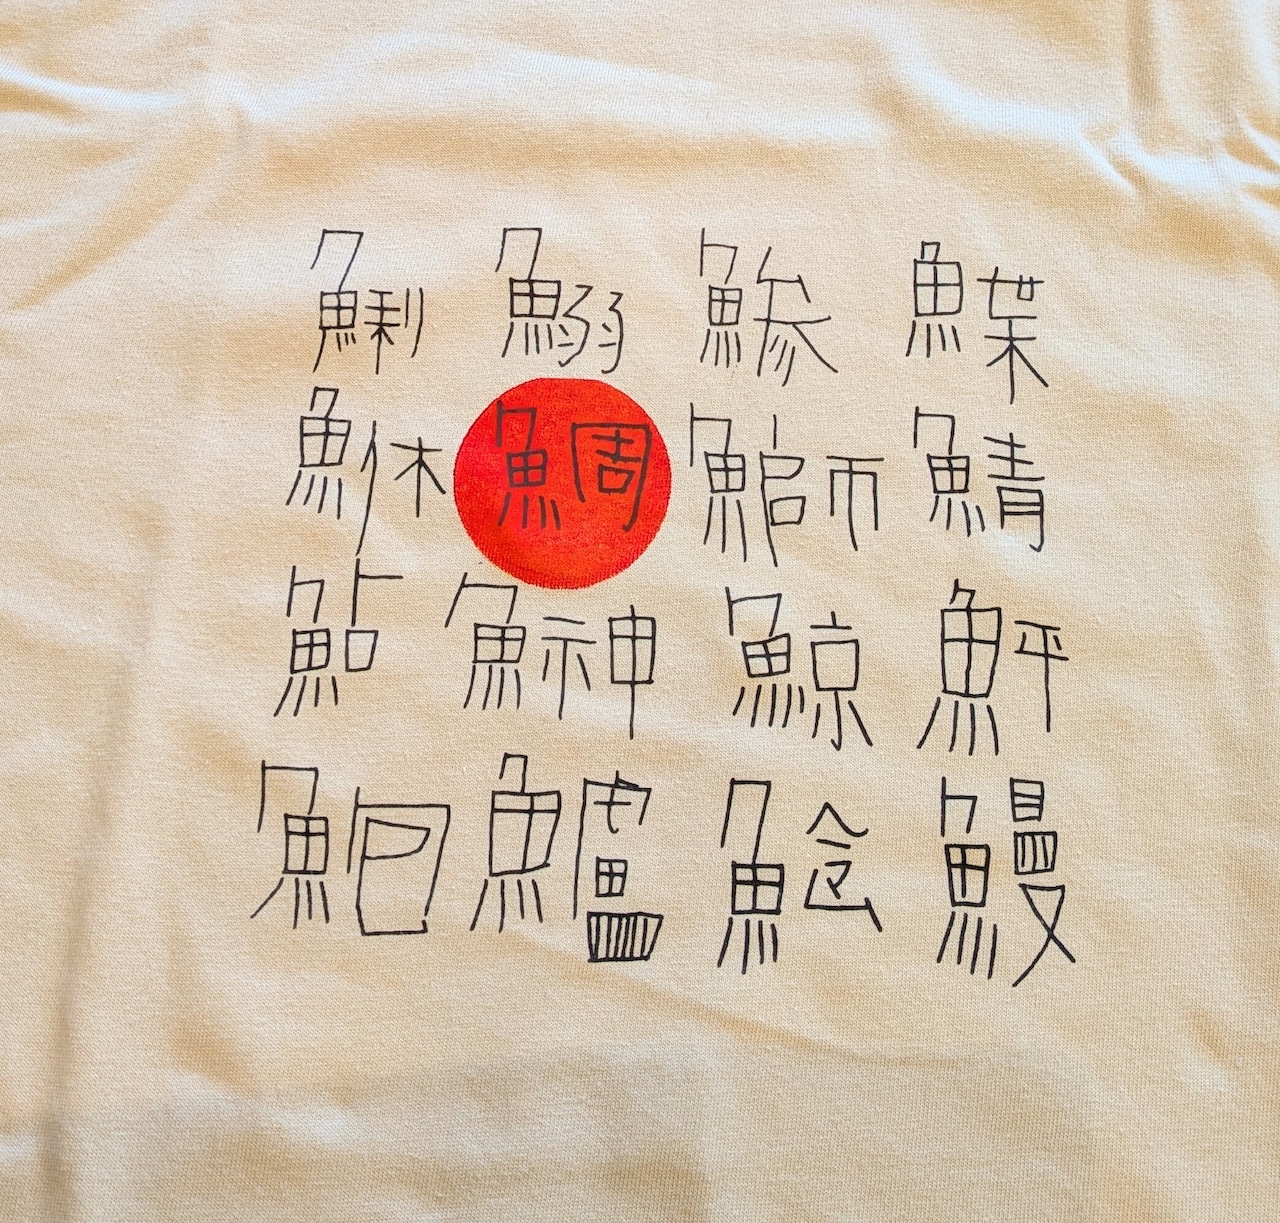 鯏 鰯 鯵 鰈
鮴 鯛 鰤 鯖
鮎 鰰 鯨 鮃
鮑 鱸 鯰 鰻